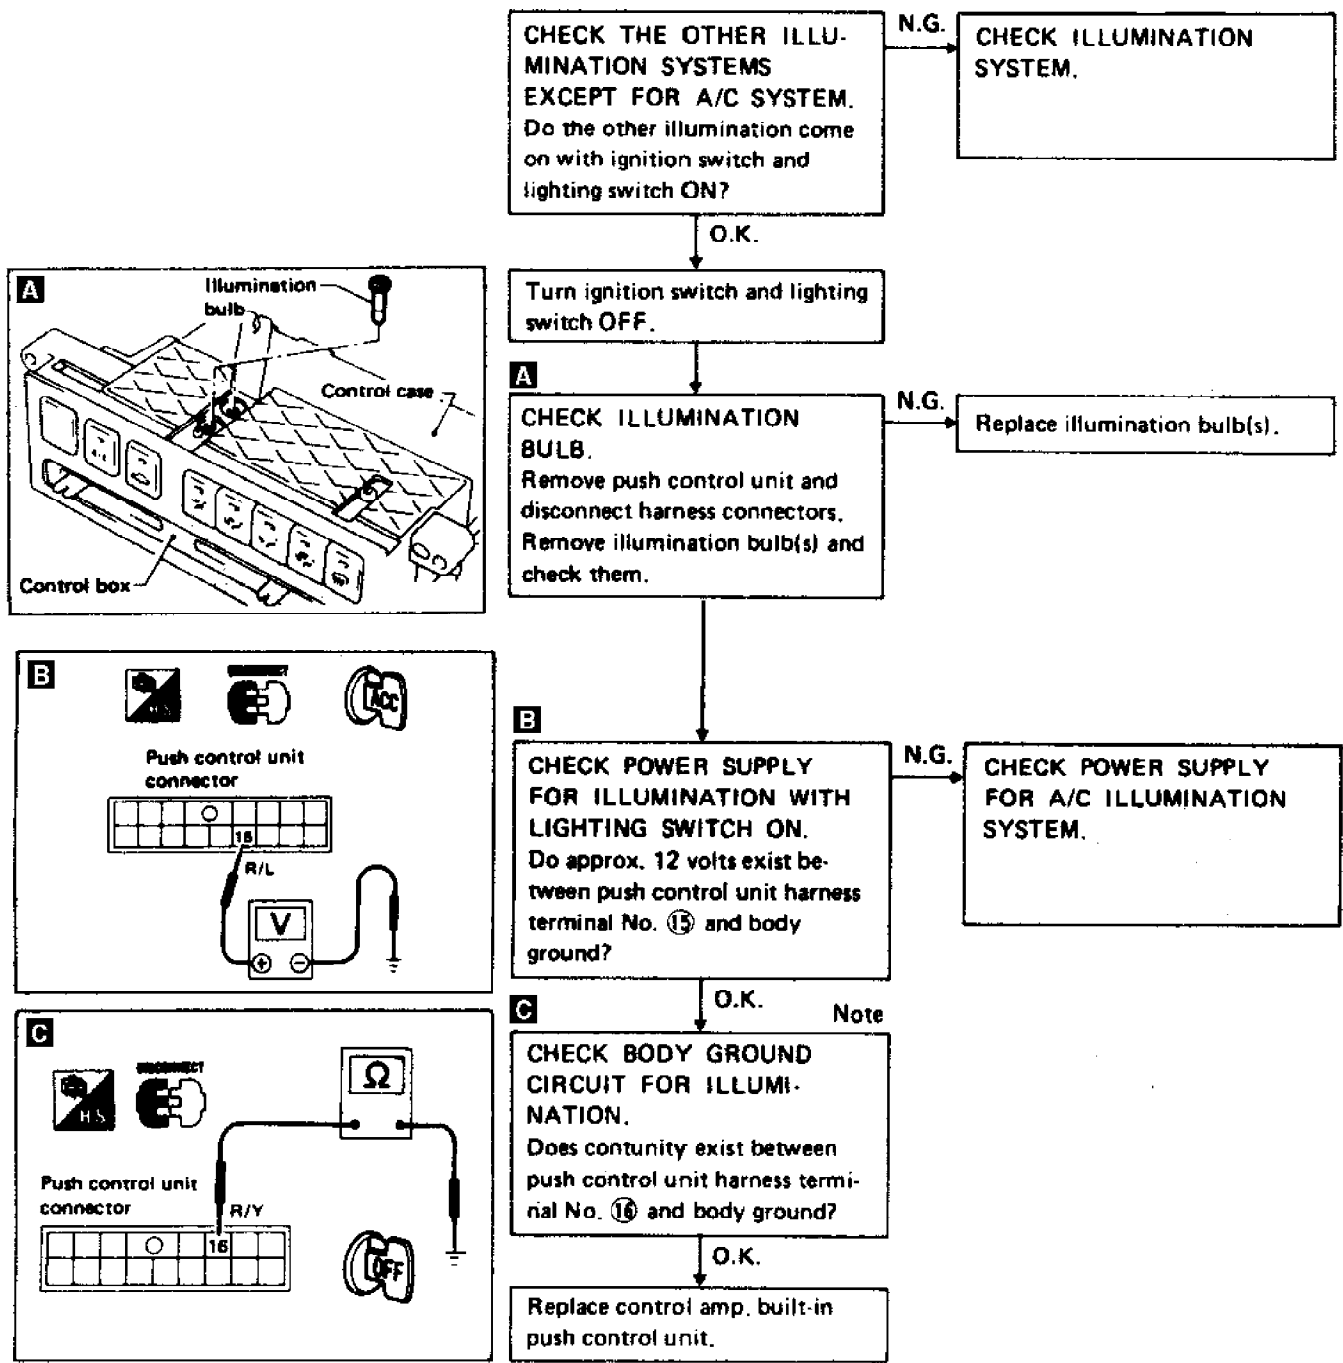 CHECK THE OTHER ILLU-
MINATION SYSTEMS
EXCEPT FOR A/C SYSTEM.
Do the other illumination come
on with ignition switch and
lighting switch ON?
N.G.
CHECK ILLUMINATION
SYSTEM.
O.K.
Turn ignition switch and lighting
switch OFF.
A
Illumination
bulb
Control case
Control box
A
CHECK ILLUMINATION
BULB.
Remove push control unit and
disconnect harness connectors.
Remove illumination bulb(s) and
check them.
N.G.
Replace illumination bulb(s).
B
DISCONNECT
ACC
Push control unit
connector
15
R/L
V
+
−
B
CHECK POWER SUPPLY
FOR ILLUMINATION WITH
LIGHTING SWITCH ON.
Do approx. 12 volts exist be-
tween push control unit harness
terminal No. ⑮ and body
ground?
N.G.
CHECK POWER SUPPLY
FOR A/C ILLUMINATION
SYSTEM.
O.K.
Note
C
DISCONNECT
H.S.
Ω
Push control unit
connector
R/Y
16
OFF
C
CHECK BODY GROUND
CIRCUIT FOR ILLUMI-
NATION.
Does contunity exist between
push control unit harness termi-
nal No. ⑯ and body ground?
O.K.
Replace control amp. built-in
push control unit.